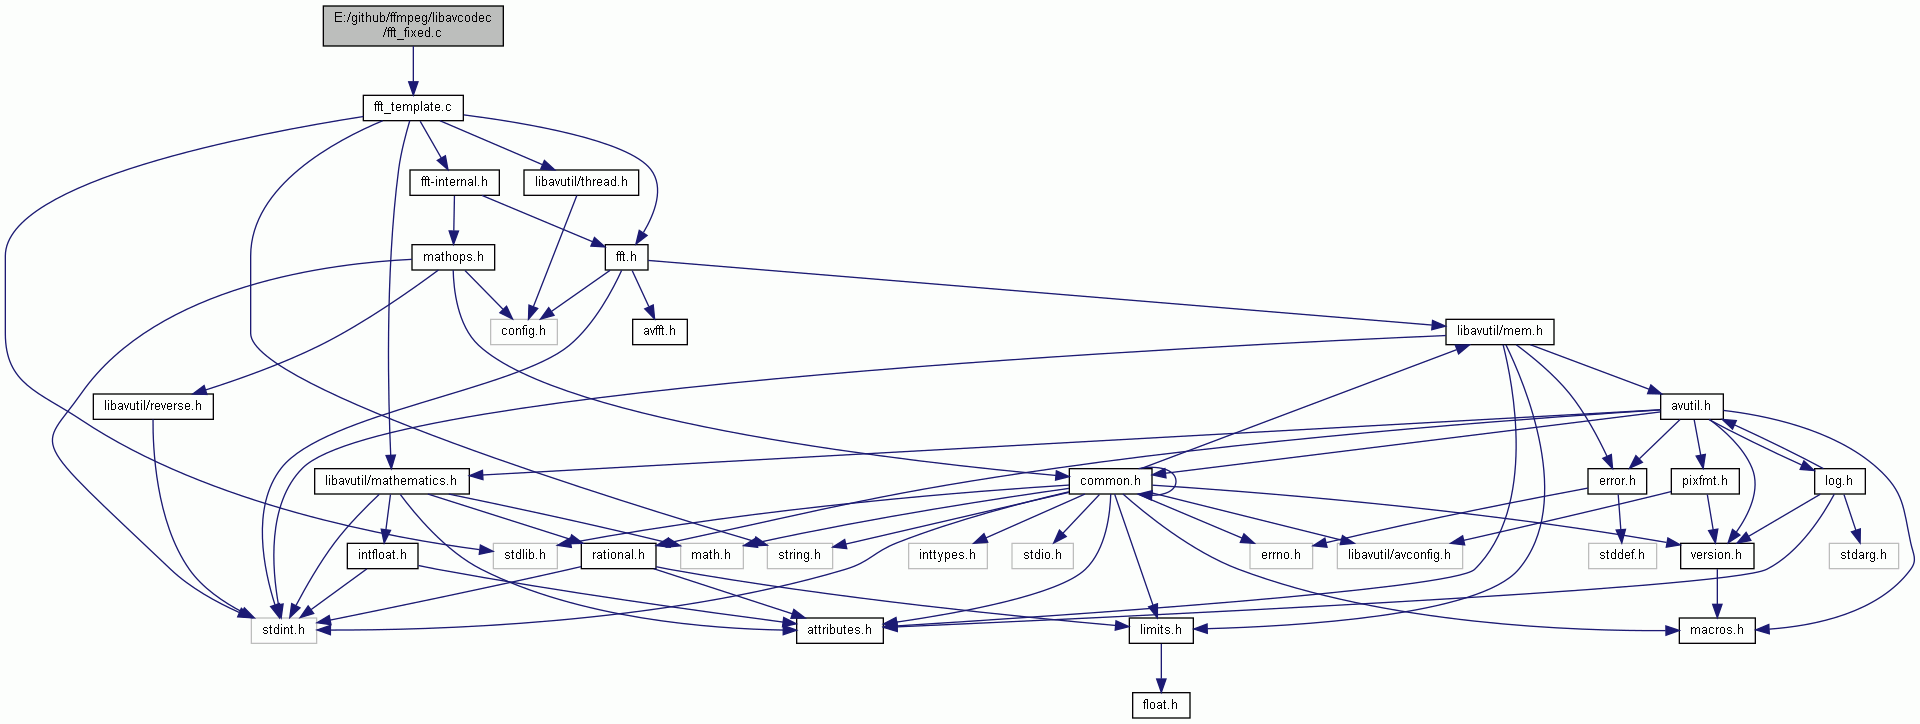 E:/github/ffmpeg/libavcodec
/fft_fixed.c
fft_template.c
fft-internal.h
libavutil/thread.h
mathops.h
fft.h
config.h
avfft.h
libavutil/mem.h
libavutil/reverse.h
avutil.h
libavutil/mathematics.h
common.h
error.h
pixfmt.h
log.h
intfloat.h
stdlib.h
rational.h
math.h
string.h
inttypes.h
stdio.h
errno.h
libavutil/avconfig.h
stddef.h
version.h
stdarg.h
stdint.h
attributes.h
limits.h
macros.h
float.h